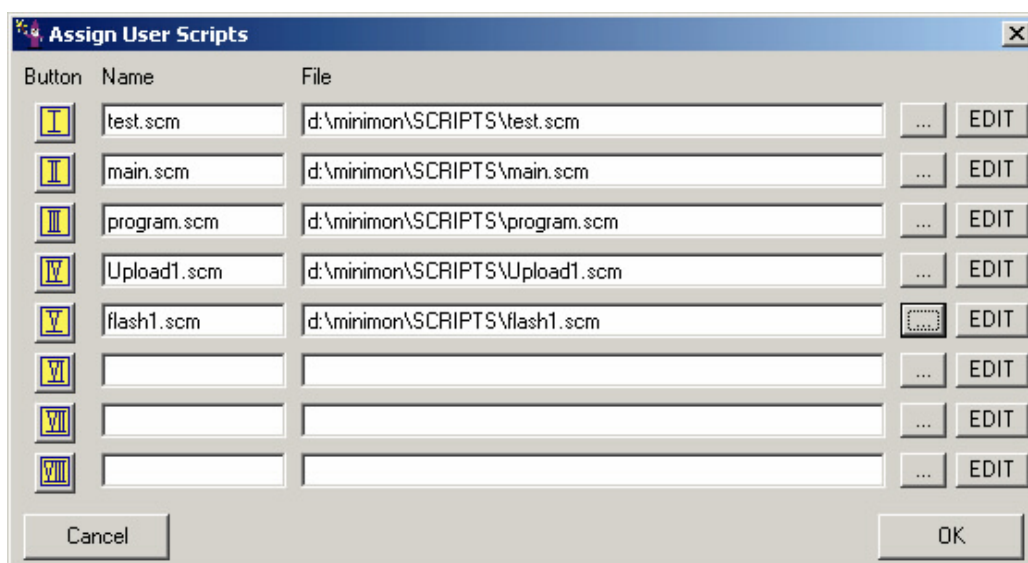 Assign User Scripts
Button Name File
I test.scm d:\minimon\SCRIPTS\test.scm ... EDIT
II main.scm d:\minimon\SCRIPTS\main.scm ... EDIT
III program.scm d:\minimon\SCRIPTS\program.scm ... EDIT
IV Upload1.scm d:\minimon\SCRIPTS\Upload1.scm ... EDIT
V flash1.scm d:\minimon\SCRIPTS\flash1.scm ... EDIT
VI ... EDIT
VII ... EDIT
VIII ... EDIT
Cancel OK